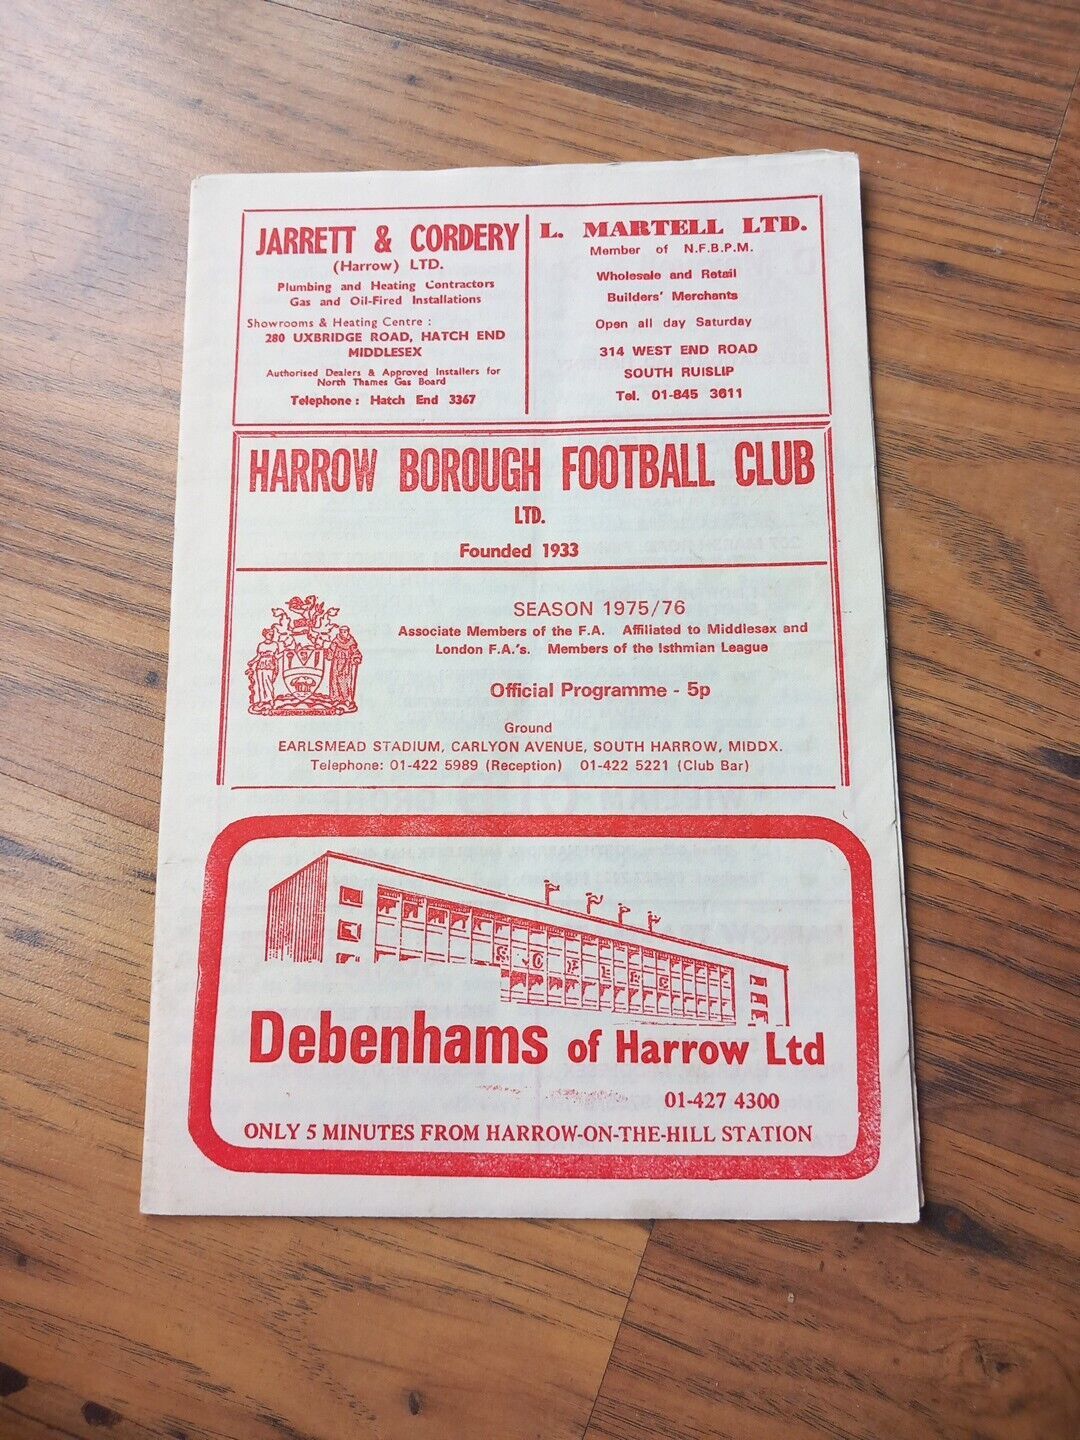 JARRETT & CORDERY
(Harrow) LTD.
Plumbing and Heating Contractors
Gas and Oil-Fired Installations
Showrooms & Heating Centre :
280 UXBRIDGE ROAD, HATCH END
MIDDLESEX
Authorised Dealers & Approved Installers for
North Thames Gas Board
Telephone : Hatch End 3367
L. MARTELL LTD.
Member of N.F.B.P.M.
Wholesale and Retail
Builders' Merchants
Open all day Saturday
314 WEST END ROAD
SOUTH RUISLIP
Tel. 01-845 3611
HARROW BOROUGH FOOTBALL CLUB
LTD.
Founded 1933
SEASON 1975/76
Associate Members of the F.A. Affiliated to Middlesex and
London F.A.'s. Members of the Isthmian League
Official Programme - 5p
Ground
EARLSMEAD STADIUM, CARLYON AVENUE, SOUTH HARROW, MIDDX.
Telephone: 01-422 5989 (Reception) 01-422 5221 (Club Bar)
Debenhams of Harrow Ltd
01-427 4300
ONLY 5 MINUTES FROM HARROW-ON-THE-HILL STATION